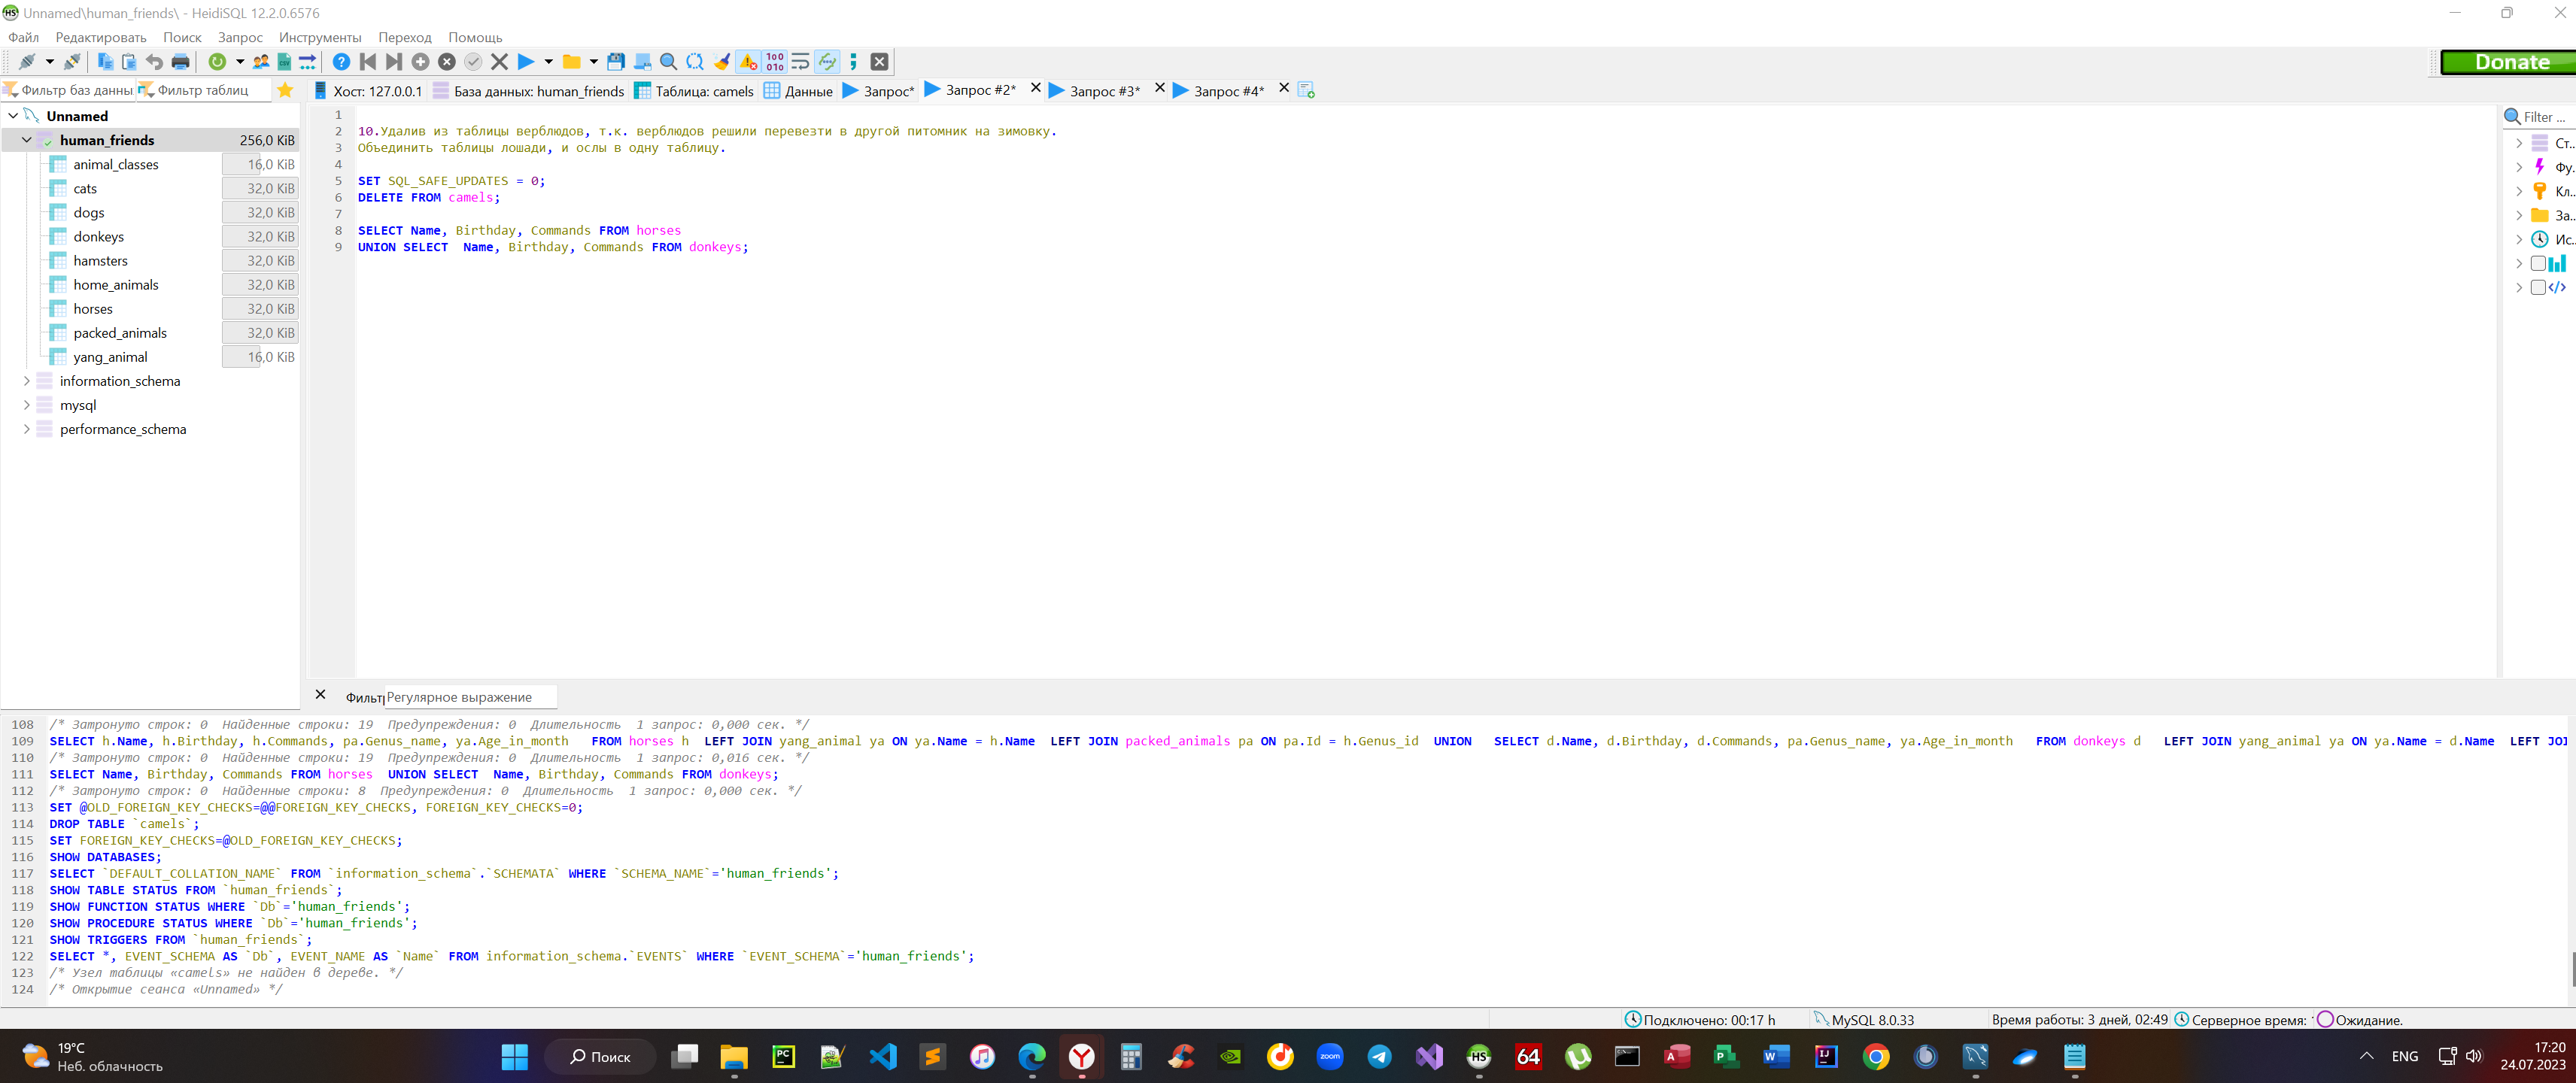 Unnamed\human_friends\ - HeidiSQL 12.2.0.6576
Файл Редактировать Поиск Запрос Инструменты Переход Помощь
Donate
Фильтр баз данны Фильтр таблиц
Хост: 127.0.0.1 База данных: human_friends Таблица: camels Данные Запрос* Запрос #2* Запрос #3* Запрос #4*
Unnamed
human_friends 256,0 KiB
animal_classes 16,0 KiB
cats 32,0 KiB
dogs 32,0 KiB
donkeys 32,0 KiB
hamsters 32,0 KiB
home_animals 32,0 KiB
horses 32,0 KiB
packed_animals 32,0 KiB
yang_animal 16,0 KiB
information_schema
mysql
performance_schema
1
2 10.Удалив из таблицы верблюдов, т.к. верблюдов решили перевезти в другой питомник на зимовку.
3 Объединить таблицы лошади, и ослы в одну таблицу.
4
5 SET SQL_SAFE_UPDATES = 0;
6 DELETE FROM camels;
7
8 SELECT Name, Birthday, Commands FROM horses
9 UNION SELECT  Name, Birthday, Commands FROM donkeys;
Filter ...
Ст...
Фу...
Кл...
За...
Ис...
Фильт Регулярное выражение
108 /* Затронуто строк: 0  Найденные строки: 19  Предупреждения: 0  Длительность  1 запрос: 0,000 сек. */
109 SELECT h.Name, h.Birthday, h.Commands, pa.Genus_name, ya.Age_in_month   FROM horses h  LEFT JOIN yang_animal ya ON ya.Name = h.Name  LEFT JOIN packed_animals pa ON pa.Id = h.Genus_id  UNION   SELECT d.Name, d.Birthday, d.Commands, pa.Genus_name, ya.Age_in_month   FROM donkeys d   LEFT JOIN yang_animal ya ON ya.Name = d.Name  LEFT JOI
110 /* Затронуто строк: 0  Найденные строки: 19  Предупреждения: 0  Длительность  1 запрос: 0,016 сек. */
111 SELECT Name, Birthday, Commands FROM horses  UNION SELECT  Name, Birthday, Commands FROM donkeys;
112 /* Затронуто строк: 0  Найденные строки: 8  Предупреждения: 0  Длительность  1 запрос: 0,000 сек. */
113 SET @OLD_FOREIGN_KEY_CHECKS=@@FOREIGN_KEY_CHECKS, FOREIGN_KEY_CHECKS=0;
114 DROP TABLE `camels`;
115 SET FOREIGN_KEY_CHECKS=@OLD_FOREIGN_KEY_CHECKS;
116 SHOW DATABASES;
117 SELECT `DEFAULT_COLLATION_NAME` FROM `information_schema`.`SCHEMATA` WHERE `SCHEMA_NAME`='human_friends';
118 SHOW TABLE STATUS FROM `human_friends`;
119 SHOW FUNCTION STATUS WHERE `Db`='human_friends';
120 SHOW PROCEDURE STATUS WHERE `Db`='human_friends';
121 SHOW TRIGGERS FROM `human_friends`;
122 SELECT *, EVENT_SCHEMA AS `Db`, EVENT_NAME AS `Name` FROM information_schema.`EVENTS` WHERE `EVENT_SCHEMA`='human_friends';
123 /* Узел таблицы «camels» не найден в дереве. */
124 /* Открытие сеанса «Unnamed» */
Подключено: 00:17 h MySQL 8.0.33 Время работы: 3 дней, 02:49 Серверное время: Ожидание.
19°C
Неб. облачность
Поиск
zoom
64
ENG
17:20
24.07.2023